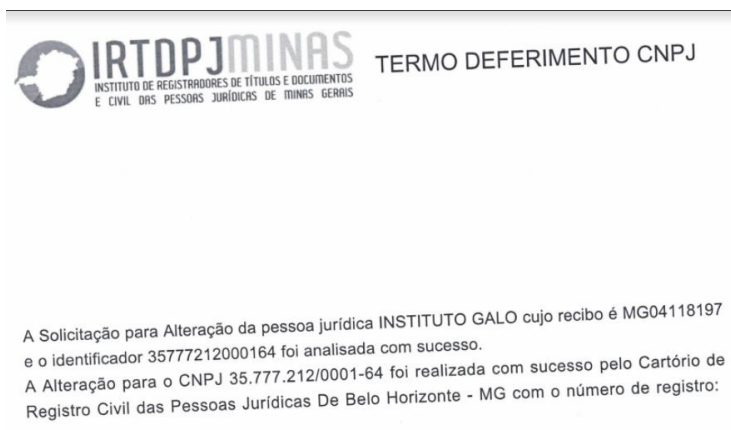 IRTDPJMINAS
INSTITUTO DE REGISTRADORES DE TÍTULOS E DOCUMENTOS
E CIVIL DAS PESSOAS JURÍDICAS DE MINAS GERAIS
TERMO DEFERIMENTO CNPJ
A Solicitação para Alteração da pessoa jurídica INSTITUTO GALO cujo recibo é MG04118197
e o identificador 35777212000164 foi analisada com sucesso.
A Alteração para o CNPJ 35.777.212/0001-64 foi realizada com sucesso pelo Cartório de
Registro Civil das Pessoas Jurídicas De Belo Horizonte - MG com o número de registro: